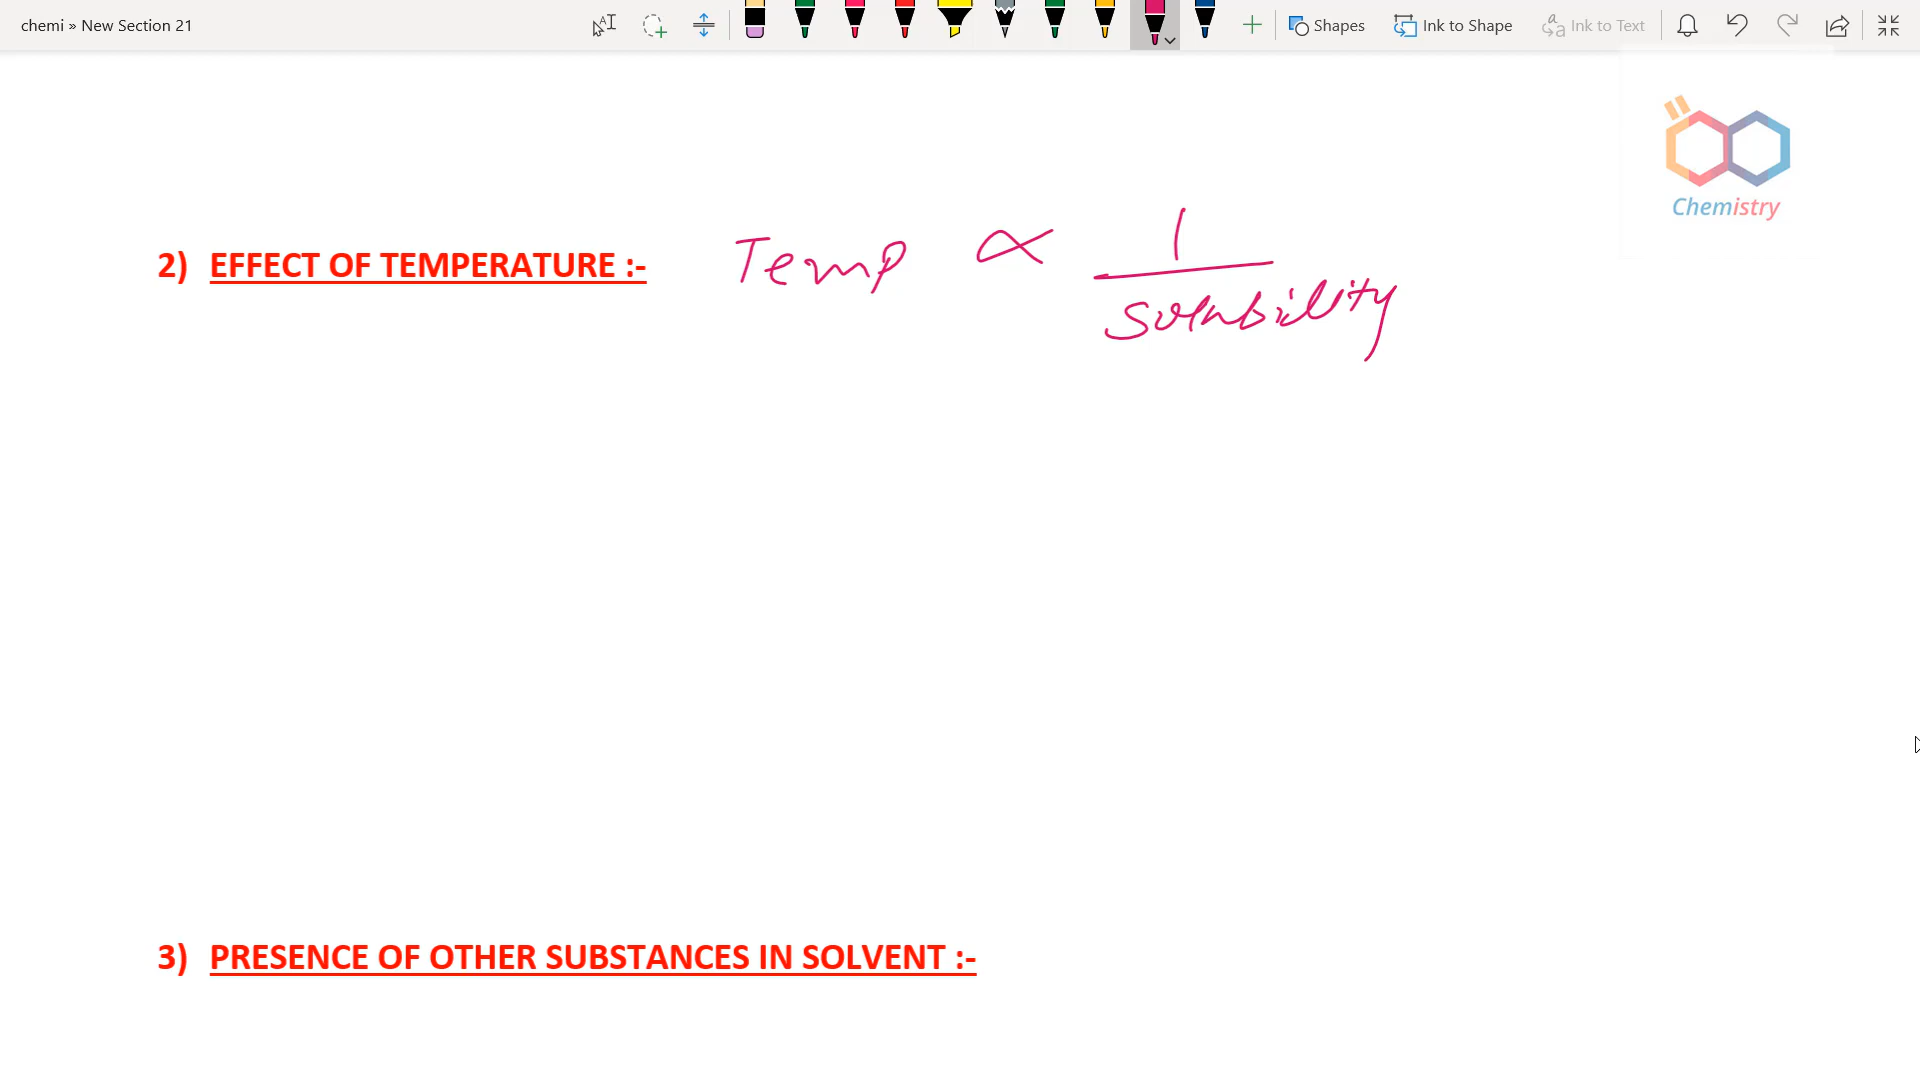 chemi » New Section 21
Shapes
Ink to Shape
Ink to Text
Chemistry
2) EFFECT OF TEMPERATURE :- Temp ∝ 1
solubility
3) PRESENCE OF OTHER SUBSTANCES IN SOLVENT :-